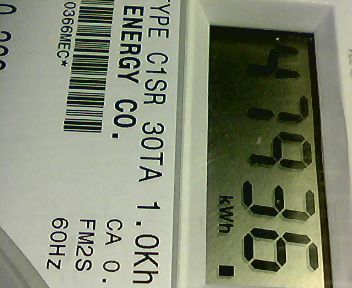 47936
kWh
TYPE C1SR 30TA 1.0Kh
ENERGY CO.
CA 0.
FM2S
60HZ
0366MEC*